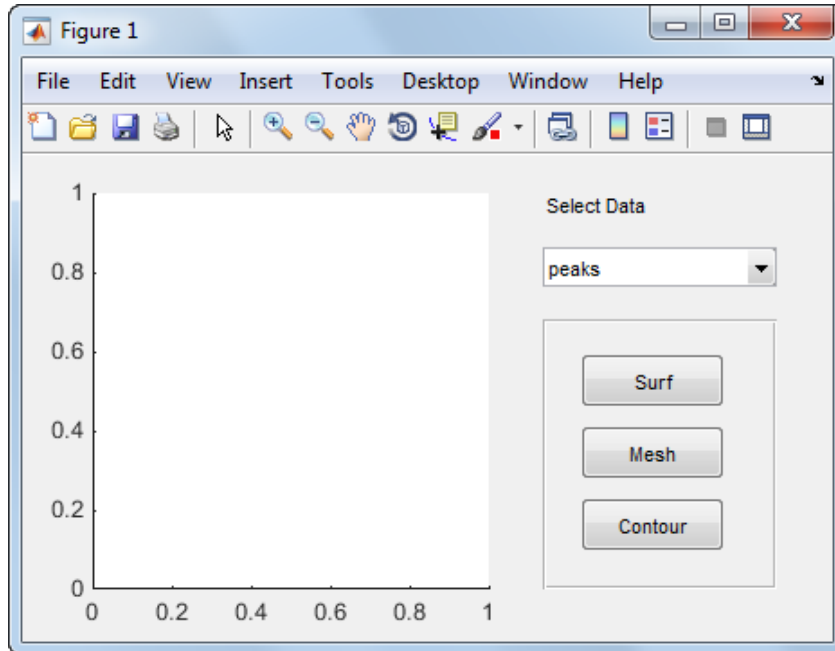 Figure 1
File Edit View Insert Tools Desktop Window Help
1
0.8
0.6
0.4
0.2
0
0 0.2 0.4 0.6 0.8 1
Select Data
peaks
Surf
Mesh
Contour